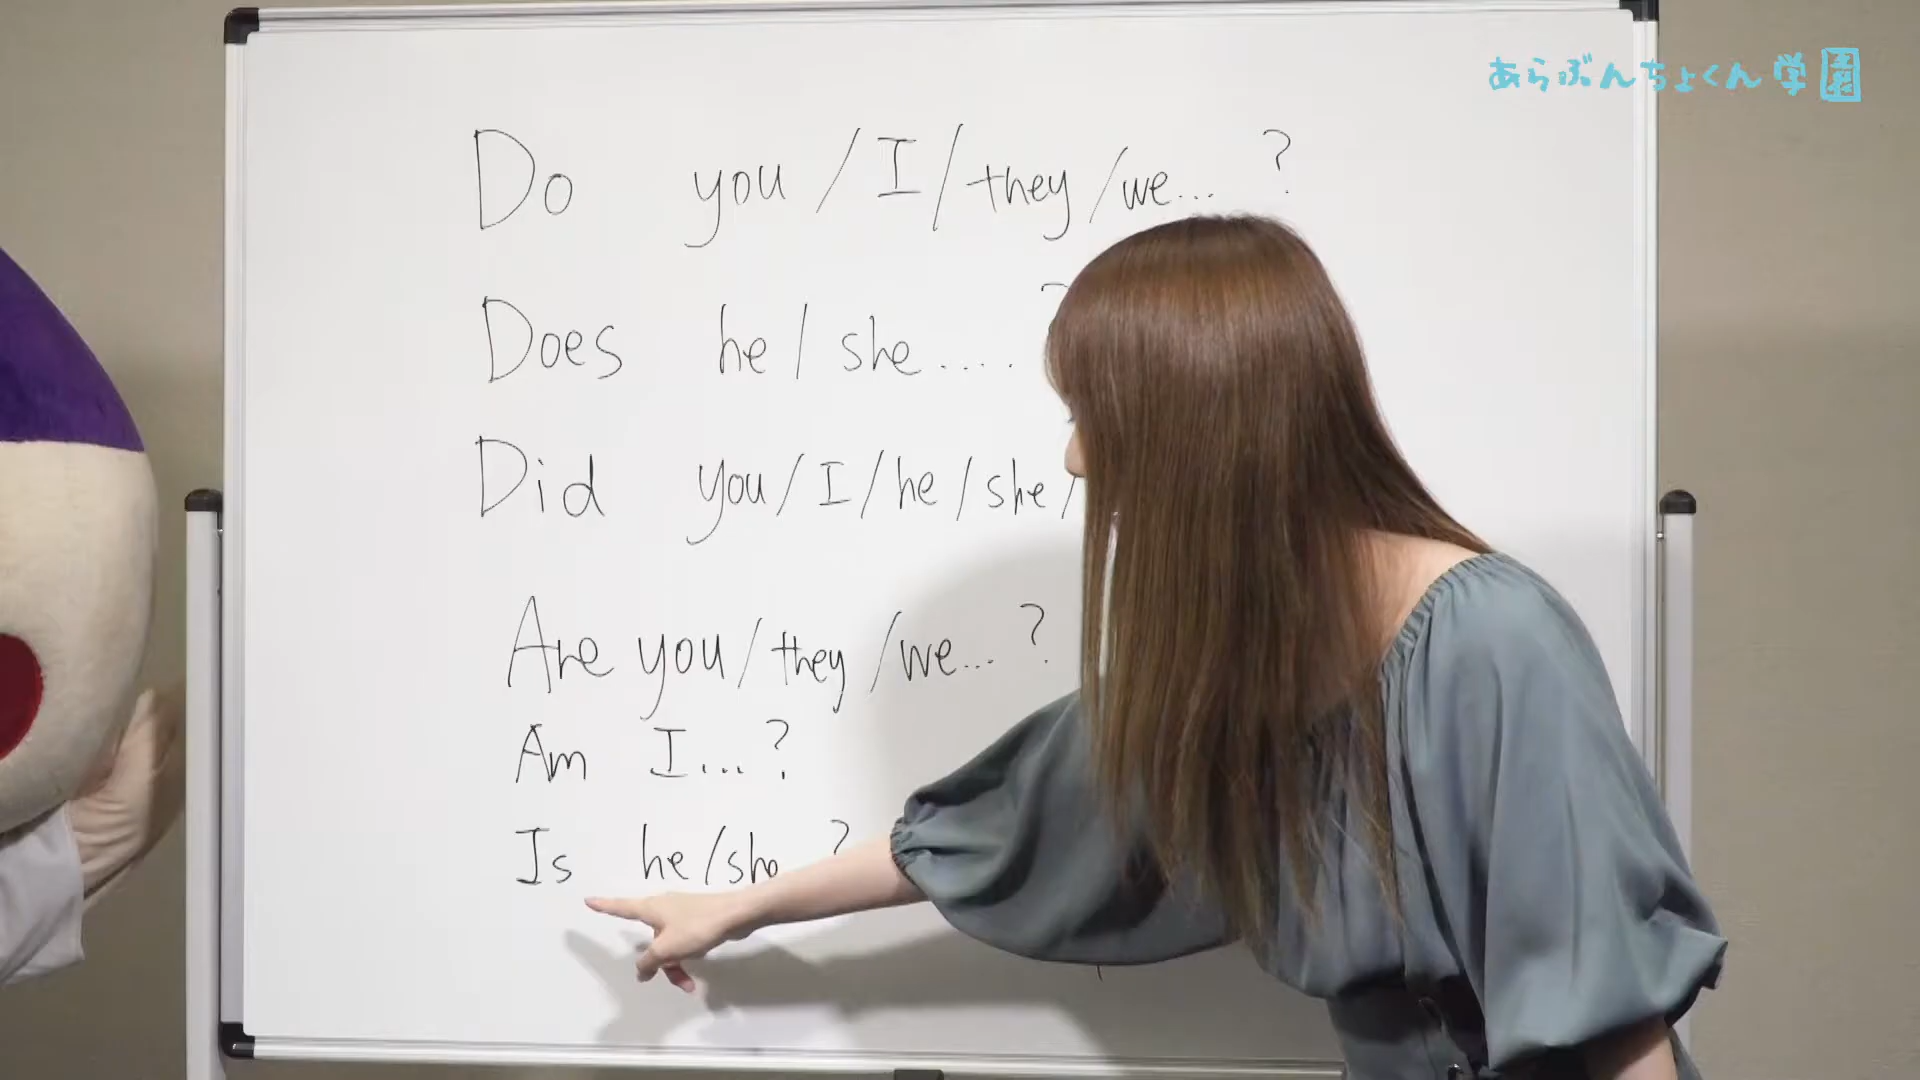 あらぶんちょくん学園
Do you / I / they / we... ?
Does he / she.... ?
Did you / I / he / she /
Are you / they / we... ?
Am I... ?
Is he / she ?